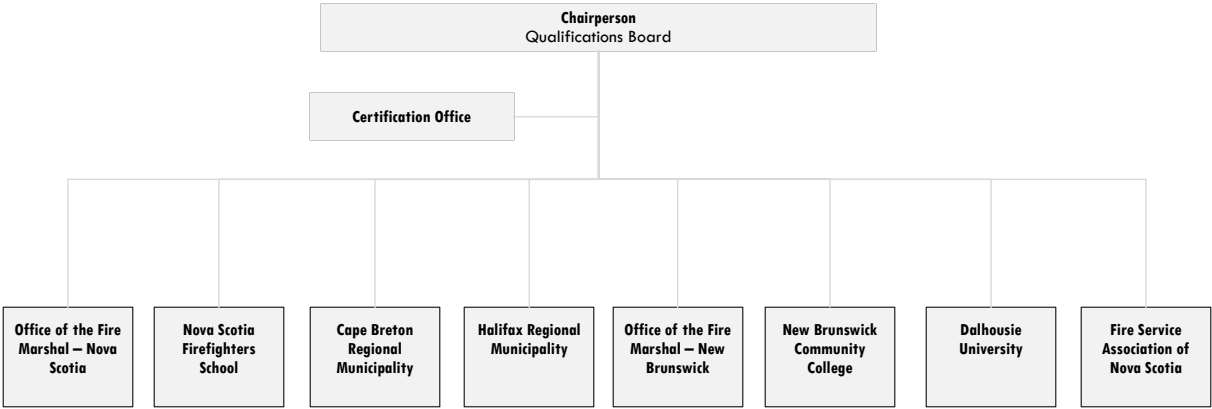 Chairperson
Qualifications Board
Certification Office
Office of the Fire
Marshal – Nova
Scotia
Nova Scotia
Firefighters
School
Cape Breton
Regional
Municipality
Halifax Regional
Municipality
Office of the Fire
Marshal – New
Brunswick
New Brunswick
Community
College
Dalhousie
University
Fire Service
Association of
Nova Scotia